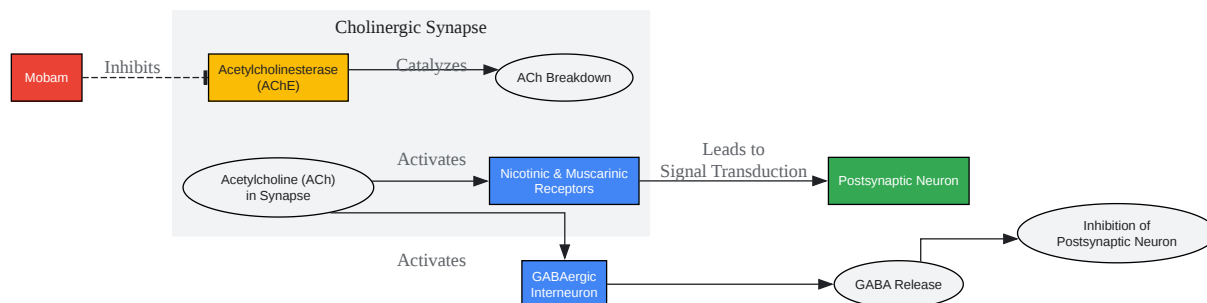 Cholinergic Synapse
Mobam
Inhibits
Acetylcholinesterase
(AChE)
Catalyzes
ACh Breakdown
Acetylcholine (ACh)
in Synapse
Activates
Nicotinic & Muscarinic
Receptors
Leads to
Signal Transduction
Postsynaptic Neuron
Activates
GABAergic
Interneuron
GABA Release
Inhibition of
Postsynaptic Neuron